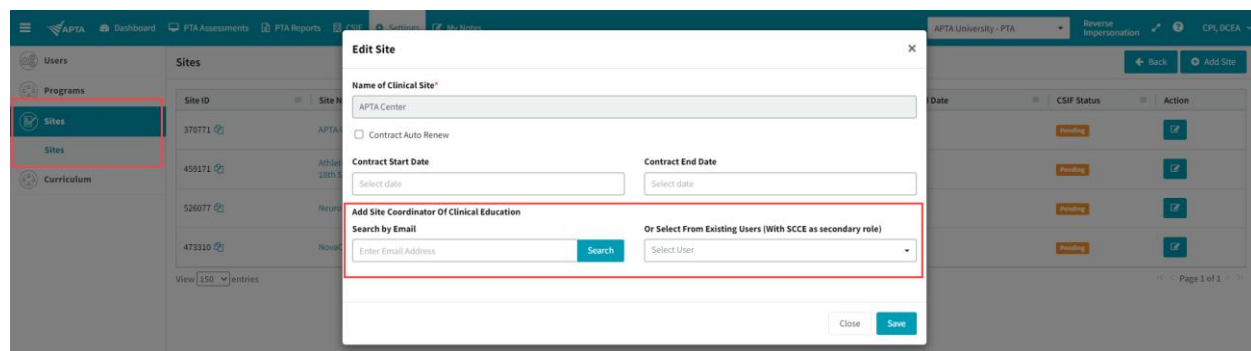 APTA Dashboard PTA Assessments PTA Reports CSIF Settings My Notes APTA University - PTA Reverse Impersonation CPI, DCEA
Users
Programs
Sites
Sites
Curriculum
Sites
Back Add Site
Site ID Site N Date CSIF Status Action
370771 APTA Pending
459171 Athlet Pending
18th S
526077 Neuro Pending
473310 Pending
View 150 entries
Page 1 of 1
Edit Site ×
Name of Clinical Site*
APTA Center
Contract Auto Renew
Contract Start Date Contract End Date
Select date Select date
Add Site Coordinator Of Clinical Education
Search by Email Or Select From Existing Users (With SCCE as secondary role)
Enter Email Address Search Select User
Close Save